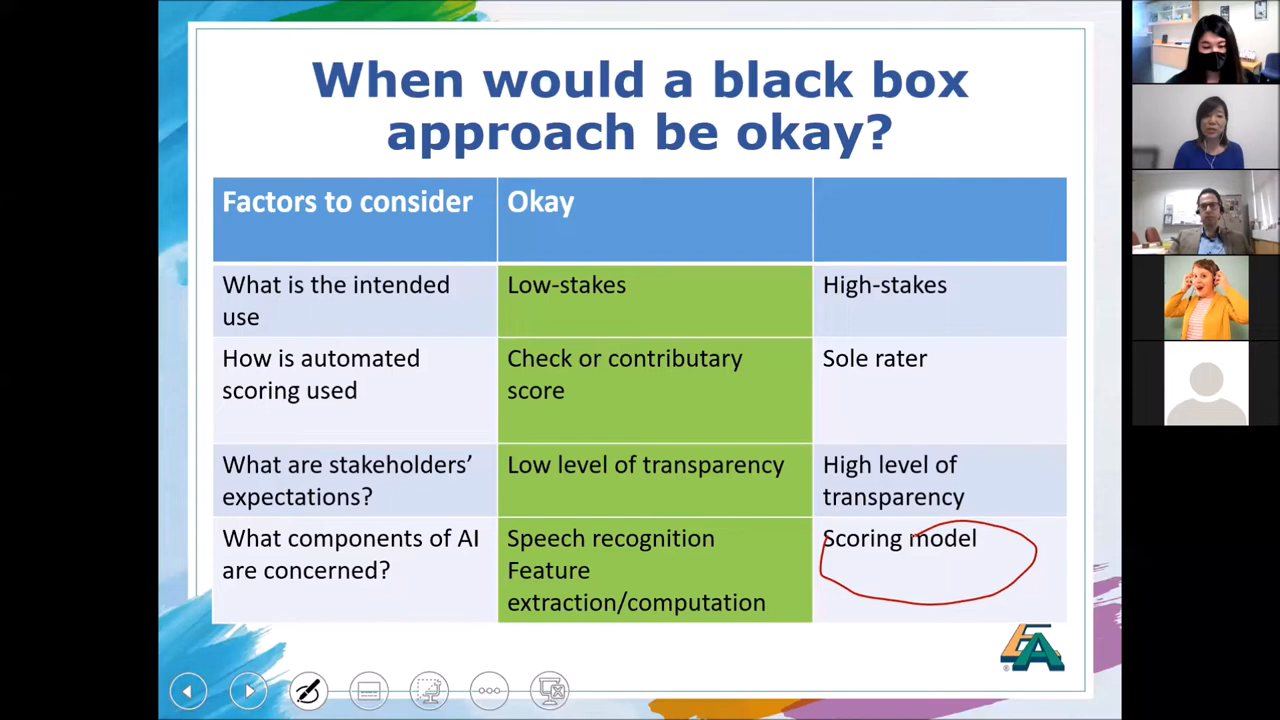 When would a black box
approach be okay?
Factors to consider
Okay
What is the intended
use
Low-stakes
High-stakes
How is automated
scoring used
Check or contributary
score
Sole rater
What are stakeholders’
expectations?
Low level of transparency
High level of
transparency
What components of AI
are concerned?
Speech recognition
Feature
extraction/computation
Scoring model
EA
®